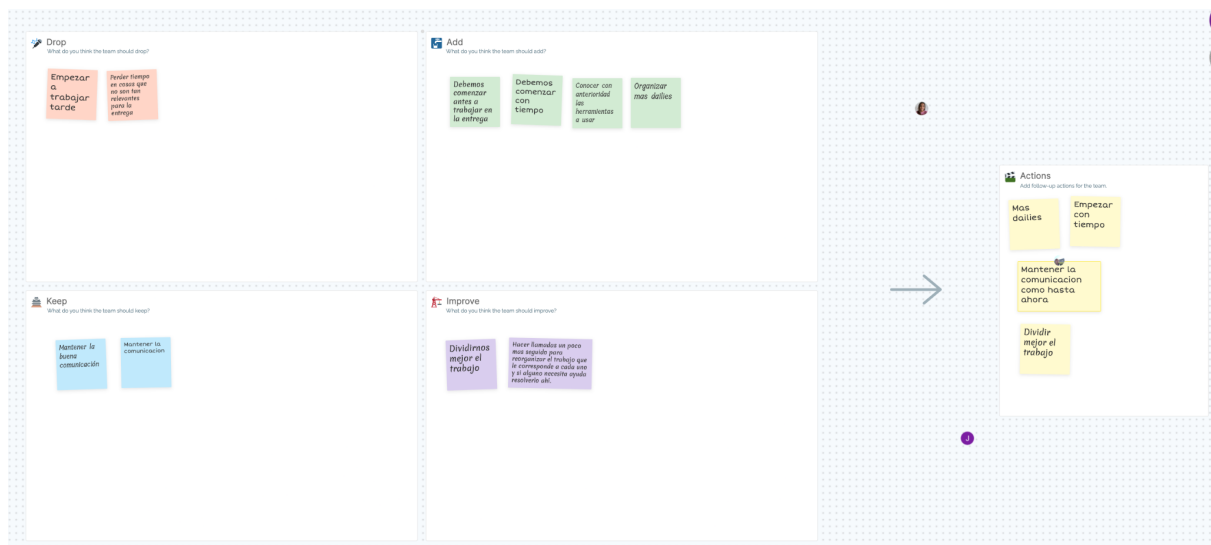 Drop
What do you think the team should drop?
Empezar
a
trabajar
tarde
Perder tiempo
en cosas que
no son tan
relevantes
para la
entrega
Add
What do you think the team should add?
Debemos
comenzar
antes a
trabajar en
la entrega
Debemos
comenzar
con
tiempo
Conocer con
anterioridad
las
herramientas
a usar
Organizar
mas dailies
Keep
What do you think the team should keep?
Mantener la
buena
comunicación
Mantener la
comunicacion
Improve
What do you think the team should improve?
Dividirnos
mejor el
trabajo
Hacer llamadas un poco
mas seguido para
reorganizar el trabajo que
le corresponde a cada uno
y si alguno necesita ayuda
resolverlo ahi.
Actions
Add follow-up actions for the team
Mas
dailies
Empezar
con
tiempo
Mantener la
comunicacion
como hasta
ahora
Dividir
mejor el
trabajo
J